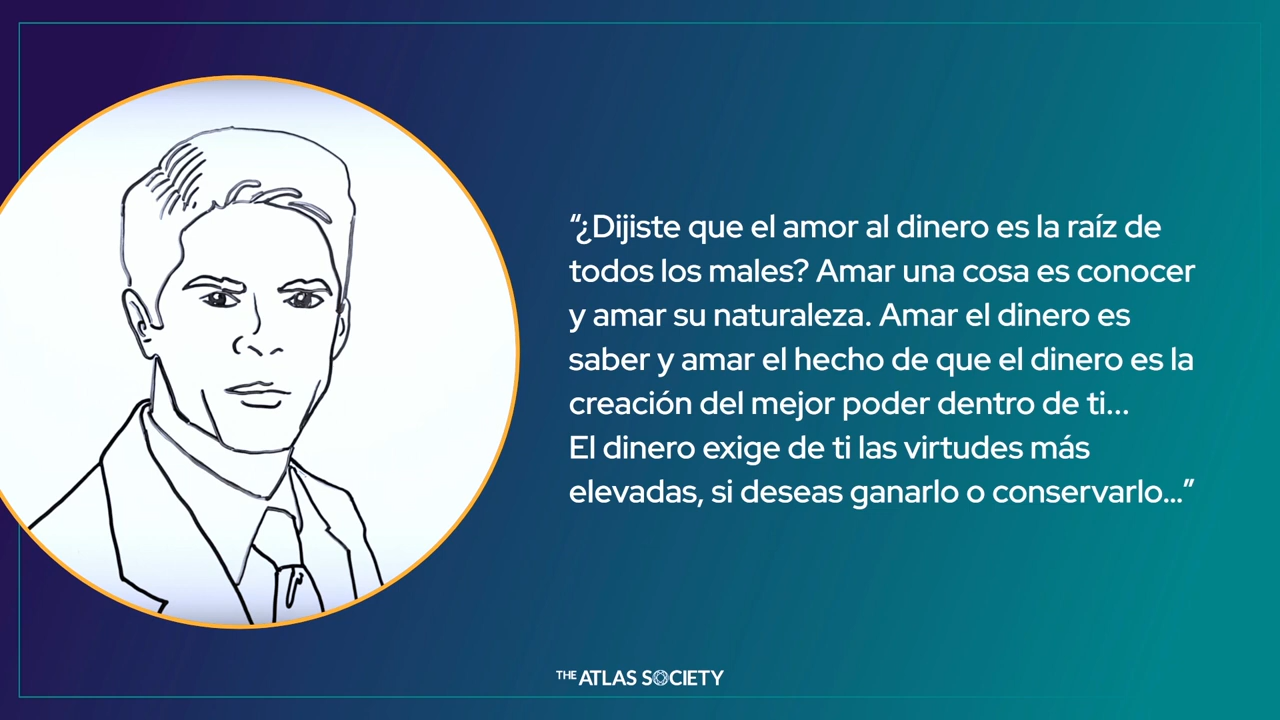 “¿Dijiste que el amor al dinero es la raíz de
todos los males? Amar una cosa es conocer
y amar su naturaleza. Amar el dinero es
saber y amar el hecho de que el dinero es la
creación del mejor poder dentro de ti...
El dinero exige de ti las virtudes más
elevadas, si deseas ganarlo o conservarlo...”
THE ATLAS SOCIETY